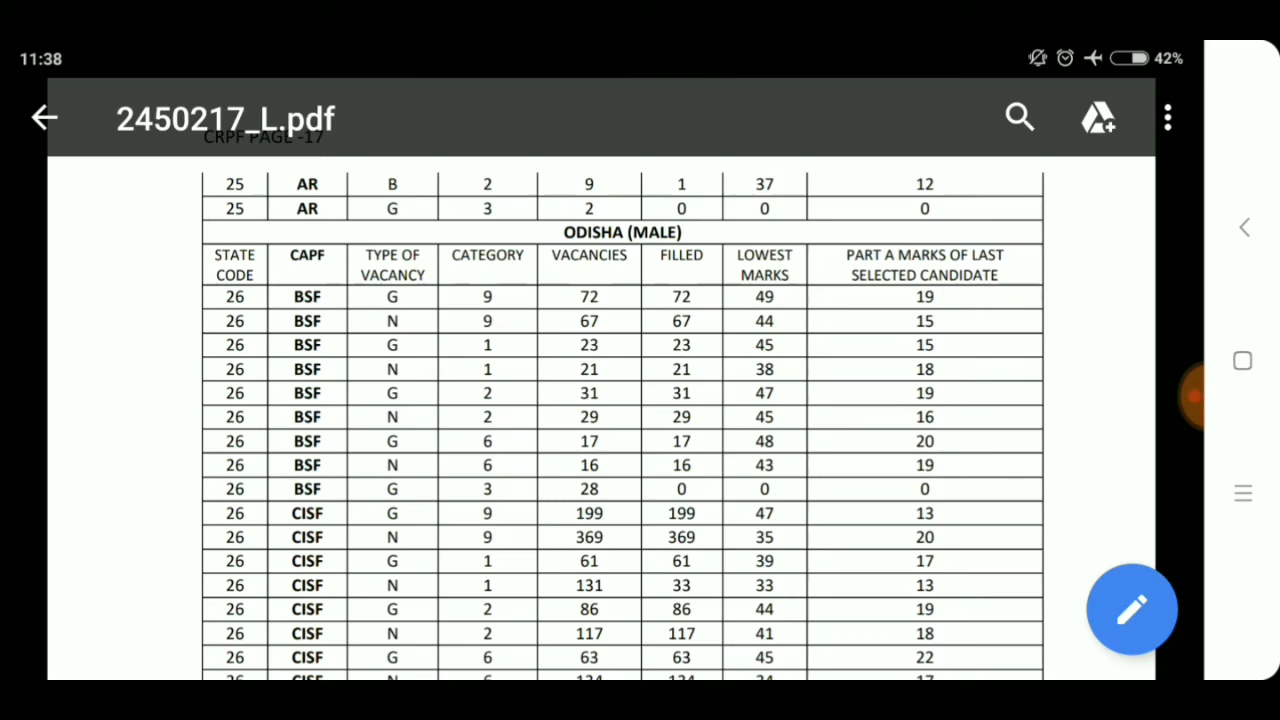 11:38
42%
2450217_L.pdf
CRPF PAGE -17
25 AR B 2 9 1 37 12
25 AR G 3 2 0 0 0
ODISHA (MALE)
STATE CODE CAPF TYPE OF VACANCY CATEGORY VACANCIES FILLED LOWEST MARKS PART A MARKS OF LAST SELECTED CANDIDATE
26 BSF G 9 72 72 49 19
26 BSF N 9 67 67 44 15
26 BSF G 1 23 23 45 15
26 BSF N 1 21 21 38 18
26 BSF G 2 31 31 47 19
26 BSF N 2 29 29 45 16
26 BSF G 6 17 17 48 20
26 BSF N 6 16 16 43 19
26 BSF G 3 28 0 0 0
26 CISF G 9 199 199 47 13
26 CISF N 9 369 369 35 20
26 CISF G 1 61 61 39 17
26 CISF N 1 131 33 33 13
26 CISF G 2 86 86 44 19
26 CISF N 2 117 117 41 18
26 CISF G 6 63 63 45 22
26 CISF N 6